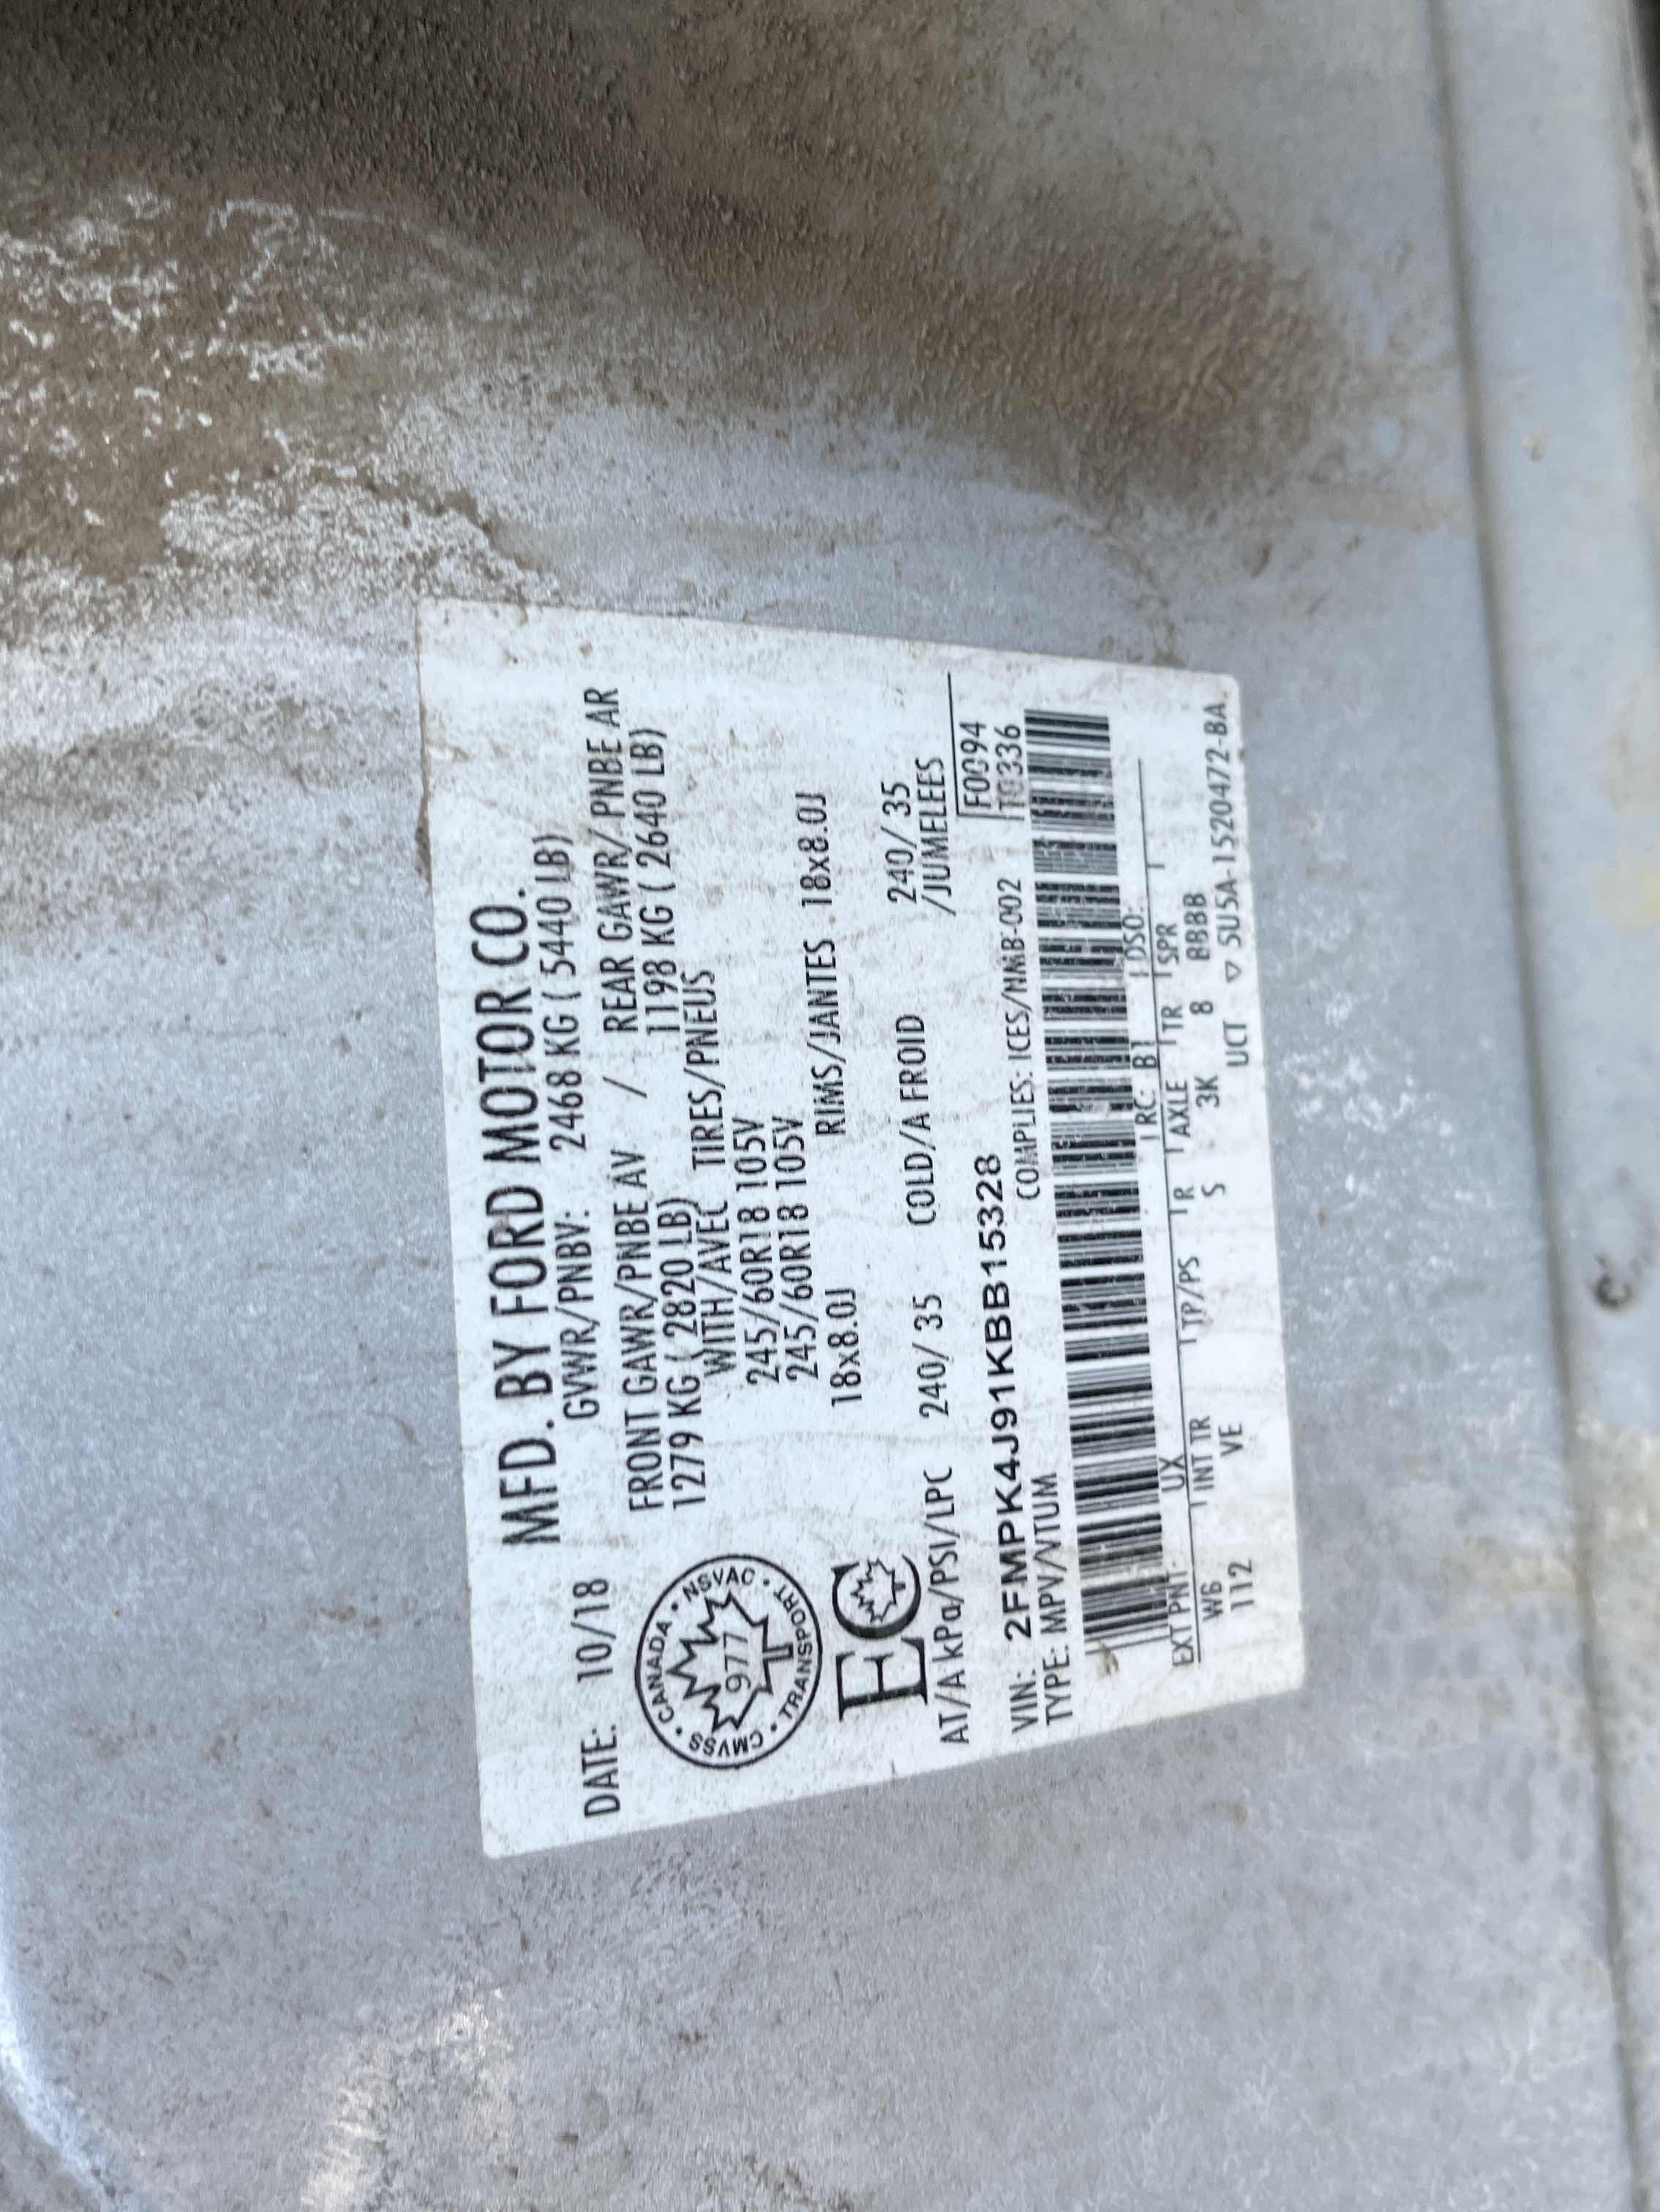 MFD. BY FORD MOTOR CO.
DATE: 10/18
GVWR/PNBV: 2468 KG ( 5440 LB)
FRONT GAWR/PNBE AV / REAR GAWR/PNBE AR
1279 KG ( 2820 LB) 1198 KG ( 2640 LB)
WITH/AVEC TIRES/PNEUS
245/60R18 105V
245/60R18 105V
18x8.0J RIMS/JANTES 18x8.0J
CANADA • NSVAC • TRANSPORT • CMVSS •
977
EC
AT/A kPa/PSI/LPC 240/ 35 COLD/A FROID 240/ 35
/JUMELEES
VIN: 2FMPK4J91KBB15328
F0094
T0336
TYPE: MPV/VTUM COMPLIES: ICES/NMB-002
EXT PNT: UX RC: B1 DSO:
W6 INT TR TP/PS R AXLE TR SPR
112 VE S 3K 8 BBBB
UCT ▽ 5U5A-1520472-BA